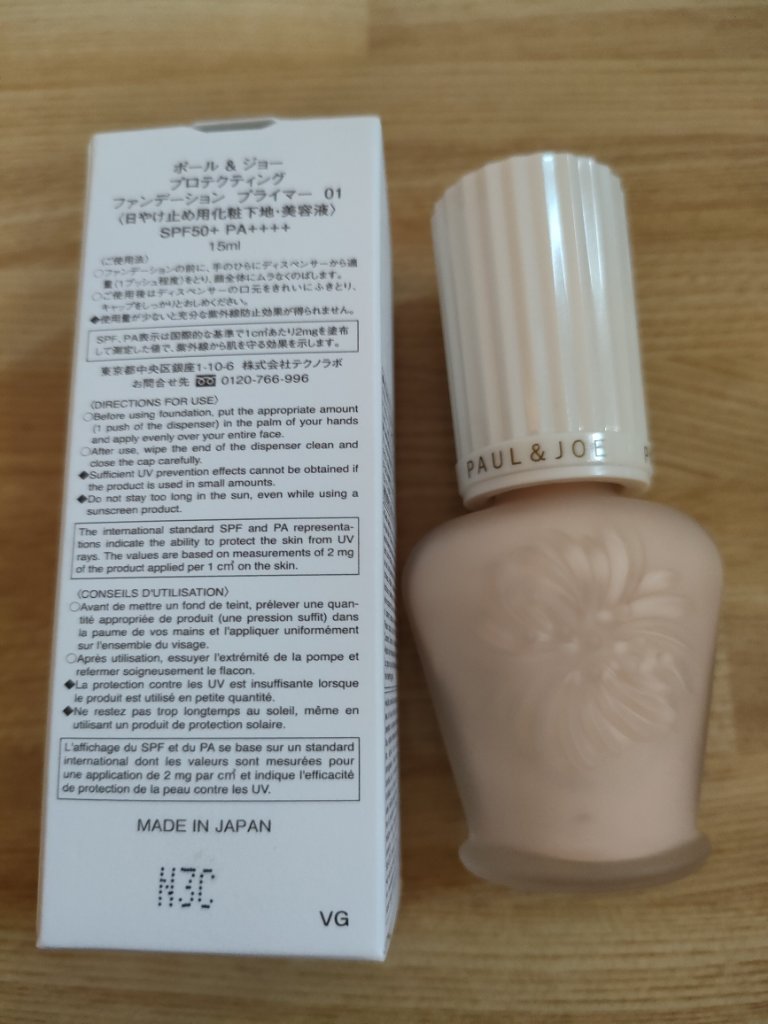 ポール & ジョー
プロテクティング
ファンデーション プライマー 01
〈日やけ止め用化粧下地・美容液〉
SPF50+ PA++++
15ml
〈ご使用法〉
○ファンデーションの前に、手のひらにディスペンサーから適
量(1プッシュ程度)をとり、顔全体にムラなくのばします。
○ご使用後はディスペンサーの口元をきれいにふきとり、
キャップをしっかりとおしめください。
◆使用量が少ないと充分な紫外線防止効果が得られません。
SPF、PA表示は国際的な基準で1c㎡あたり2mgを塗布
して測定した値で、紫外線から肌を守る効果を示します。
東京都中央区銀座1-10-6 株式会社テクノラボ
お問合せ先 0120-766-996
〈DIRECTIONS FOR USE〉
○Before using foundation, put the appropriate amount
(1 push of the dispenser) in the palm of your hands
and apply evenly over your entire face.
○After use, wipe the end of the dispenser clean and
close the cap carefully.
◆Sufficient UV prevention effects cannot be obtained if
the product is used in small amounts.
◆Do not stay too long in the sun, even while using a
sunscreen product.
The international standard SPF and PA representa-
tions indicate the ability to protect the skin from UV
rays. The values are based on measurements of 2 mg
of the product applied per 1 c㎡ on the skin.
〈CONSEILS D'UTILISATION〉
○Avant de mettre un fond de teint, prélever une quan-
tité appropriée de produit (une pression suffit) dans
la paume de vos mains et l'appliquer uniformément
sur l'ensemble du visage.
○Après utilisation, essuyer l'extrémité de la pompe et
refermer soigneusement le flacon.
◆La protection contre les UV est insuffisante lorsque
le produit est utilisé en petite quantité.
◆Ne restez pas trop longtemps au soleil, même en
utilisant un produit de protection solaire.
L'affichage du SPF et du PA se base sur un standard
international dont les valeurs sont mesurées pour
une application de 2 mg par c㎡ et indique l'efficacité
de protection de la peau contre les UV.
MADE IN JAPAN
N3C
VG
PAUL & JOE